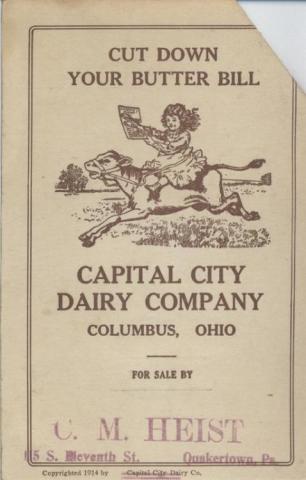 CUT DOWN
YOUR BUTTER BILL
CAPITAL CITY
DAIRY COMPANY
COLUMBUS, OHIO
FOR SALE BY
C. M. HEIST
S. Eleventh St. Quakertown, Pa.
Copyrighted 1914 by Capital City Dairy Co.